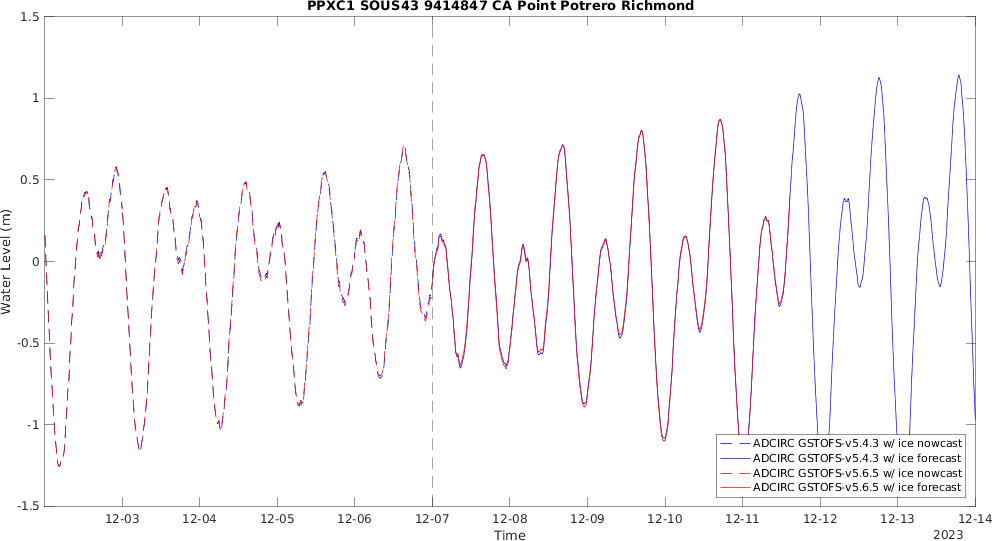 PPXC1 SOUS43 9414847 CA Point Potrero Richmond
1.5
1
0.5
0
-0.5
-1
-1.5
Water Level (m)
12-03 12-04 12-05 12-06 12-07 12-08 12-09 12-10 12-11 12-12 12-13 12-14
Time
2023
ADCIRC GSTOFS-v5.4.3 w/ ice nowcast
ADCIRC GSTOFS-v5.4.3 w/ ice forecast
ADCIRC GSTOFS-v5.6.5 w/ ice nowcast
ADCIRC GSTOFS-v5.6.5 w/ ice forecast